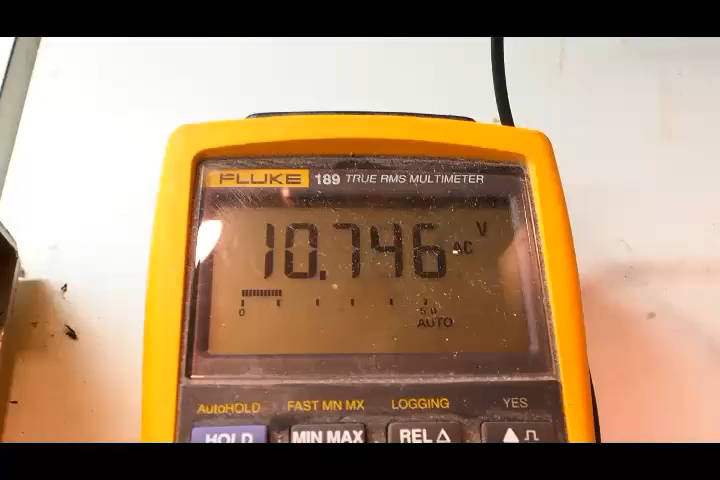 FLUKE 189 TRUE RMS MULTIMETER
10.746 AC V
0 50
AUTO
AutoHOLD FAST MN MX LOGGING YES
HOLD MIN MAX REL Δ